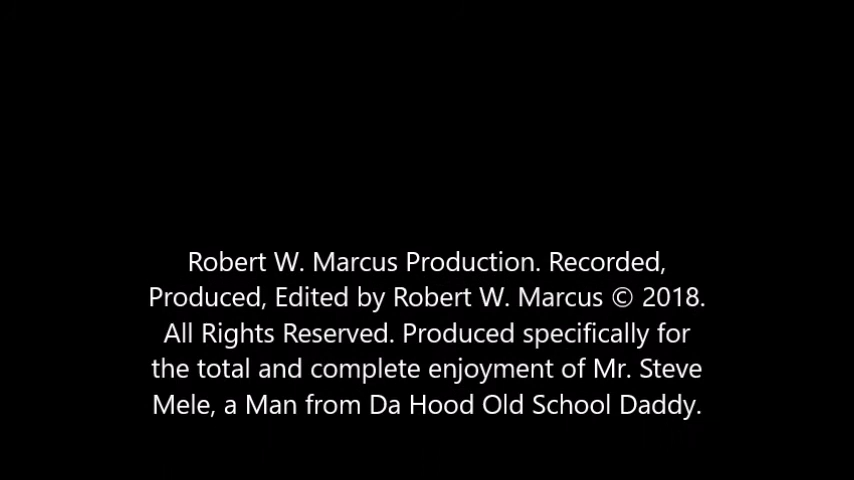 Robert W. Marcus Production. Recorded,
Produced, Edited by Robert W. Marcus © 2018.
All Rights Reserved. Produced specifically for
the total and complete enjoyment of Mr. Steve
Mele, a Man from Da Hood Old School Daddy.